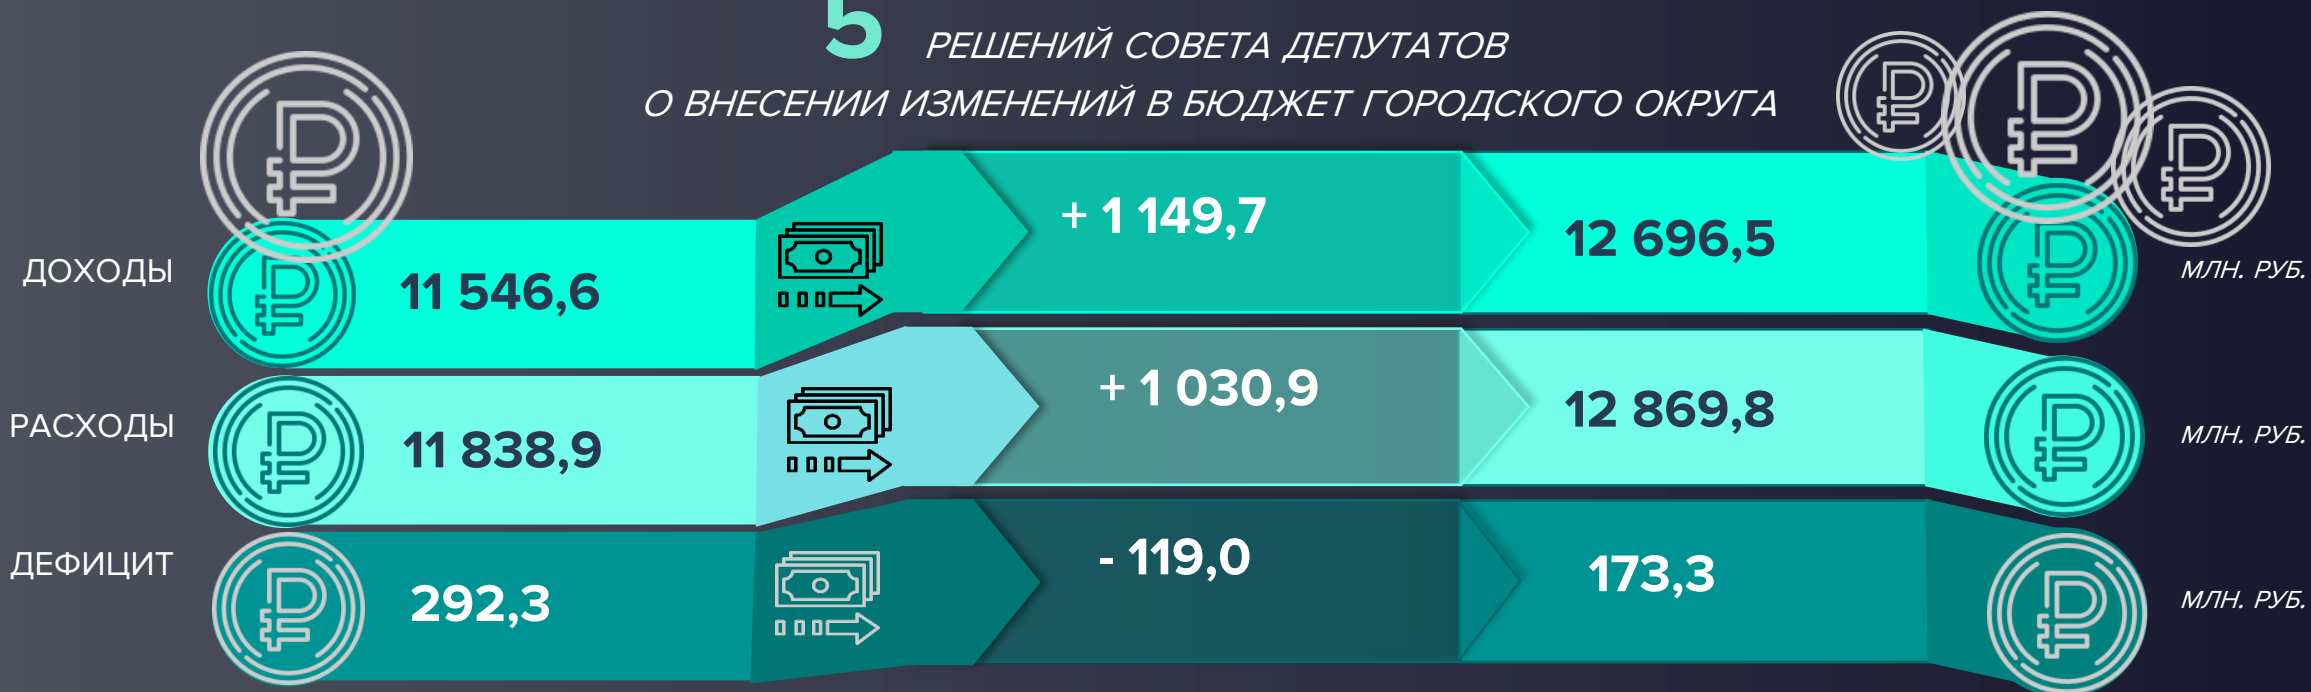 5 РЕШЕНИЙ СОВЕТА ДЕПУТАТОВ
О ВНЕСЕНИИ ИЗМЕНЕНИЙ В БЮДЖЕТ ГОРОДСКОГО ОКРУГА
ДОХОДЫ 11 546,6 + 1 149,7 12 696,5 МЛН. РУБ.
РАСХОДЫ 11 838,9 + 1 030,9 12 869,8 МЛН. РУБ.
ДЕФИЦИТ 292,3 - 119,0 173,3 МЛН. РУБ.